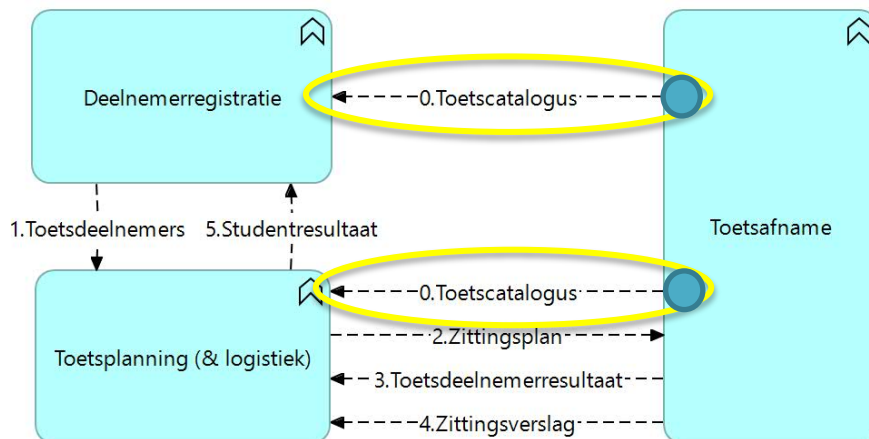 Deelnemerregistratie
0.Toetscatalogus
1.Toetsdeelnemers
5.Studentresultaat
Toetsafname
0.Toetscatalogus
2.Zittingsplan
Toetsplanning (& logistiek)
3.Toetsdeelnemerresultaat
4.Zittingsverslag